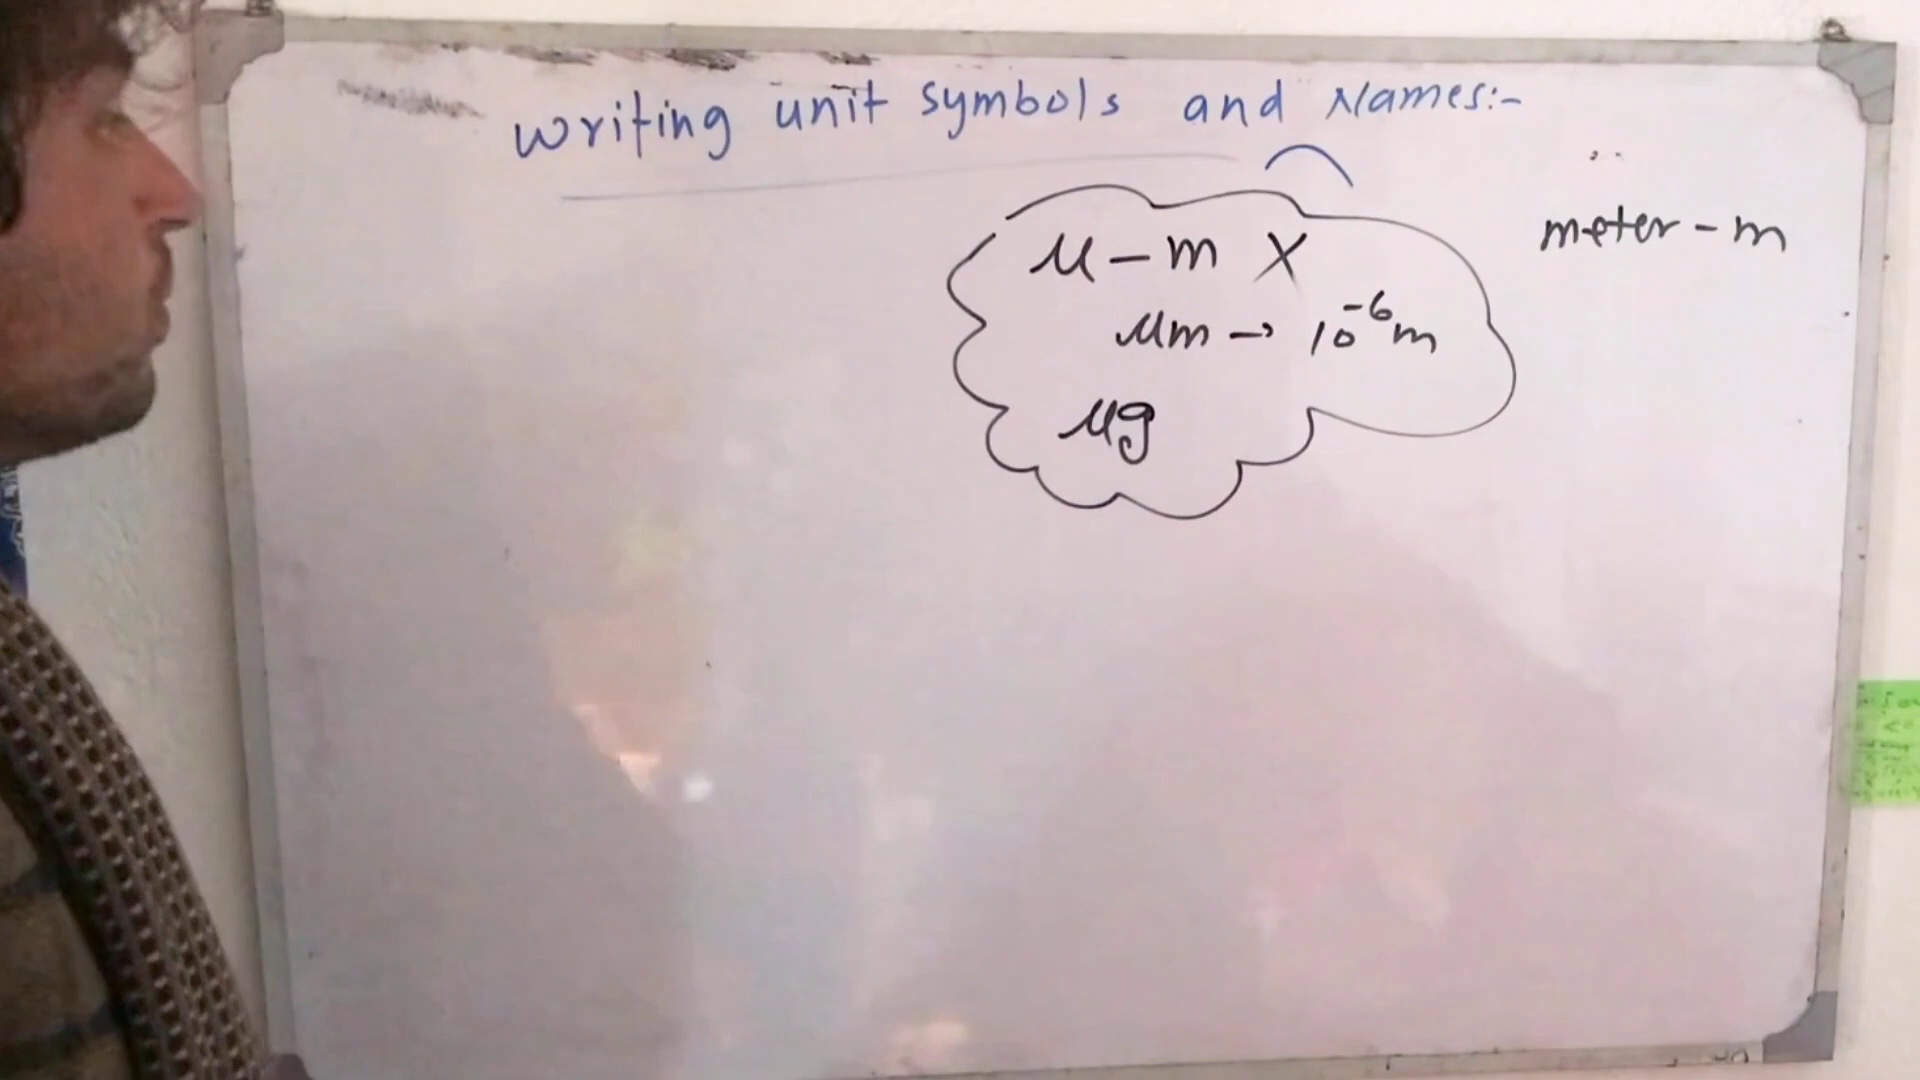 writing unit symbols and Names:-
meter - m
μ - m X
μm → 10⁻⁶m
μg